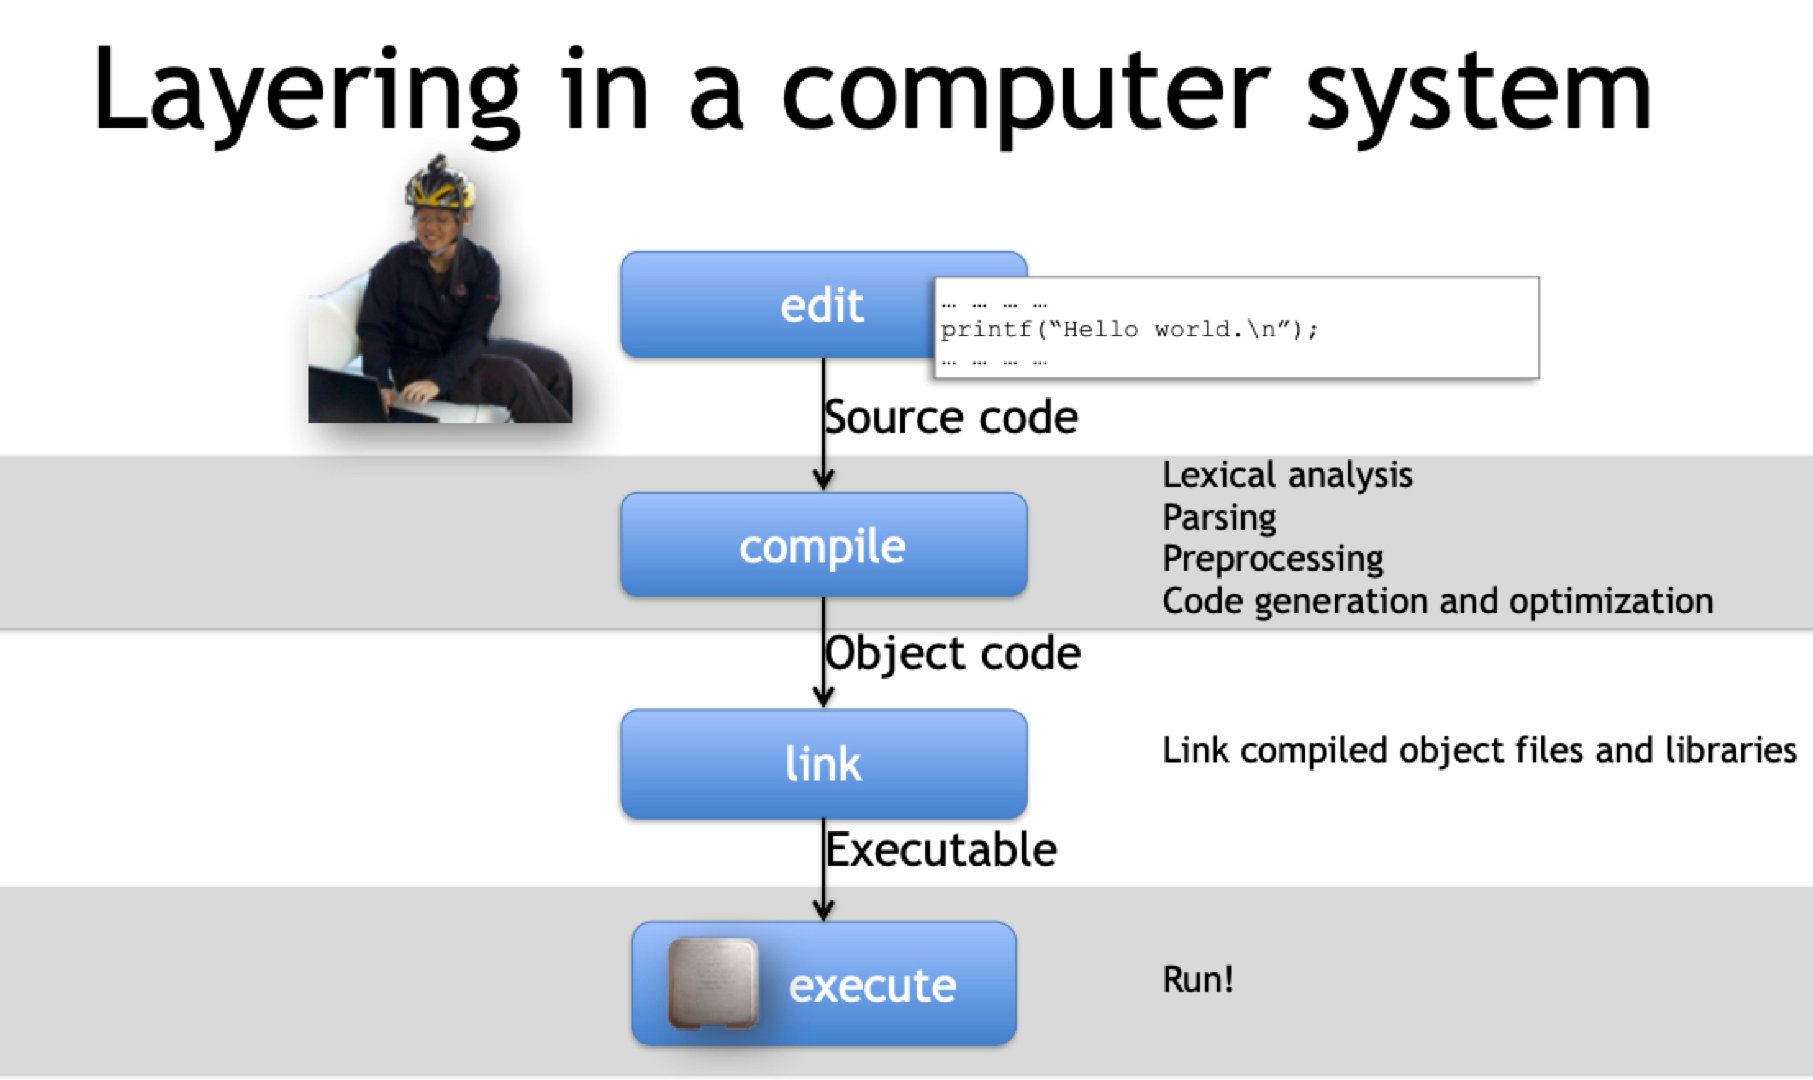 Layering in a computer system
edit
… … … …
printf(“Hello world.\n”);
… … … …
Source code
compile
Lexical analysis
Parsing
Preprocessing
Code generation and optimization
Object code
link
Link compiled object files and libraries
Executable
execute
Run!